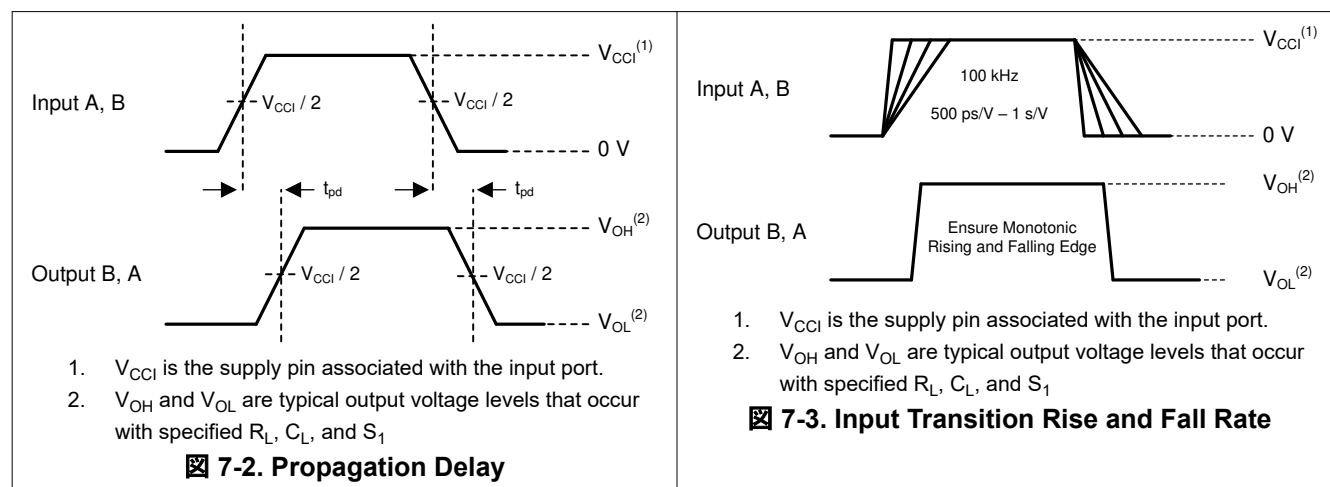 Input A, B
V_CCI / 2
V_CCI / 2
V_CCI^(1)
0 V
t_pd
t_pd
Output B, A
V_CCI / 2
V_CCI / 2
V_OH^(2)
V_OL^(2)
1. V_CCI is the supply pin associated with the input port.
2. V_OH and V_OL are typical output voltage levels that occur
with specified R_L, C_L, and S_1
図 7-2. Propagation Delay
Input A, B
100 kHz
500 ps/V – 1 s/V
V_CCI^(1)
0 V
Output B, A
Ensure Monotonic
Rising and Falling Edge
V_OH^(2)
V_OL^(2)
1. V_CCI is the supply pin associated with the input port.
2. V_OH and V_OL are typical output voltage levels that occur
with specified R_L, C_L, and S_1
図 7-3. Input Transition Rise and Fall Rate